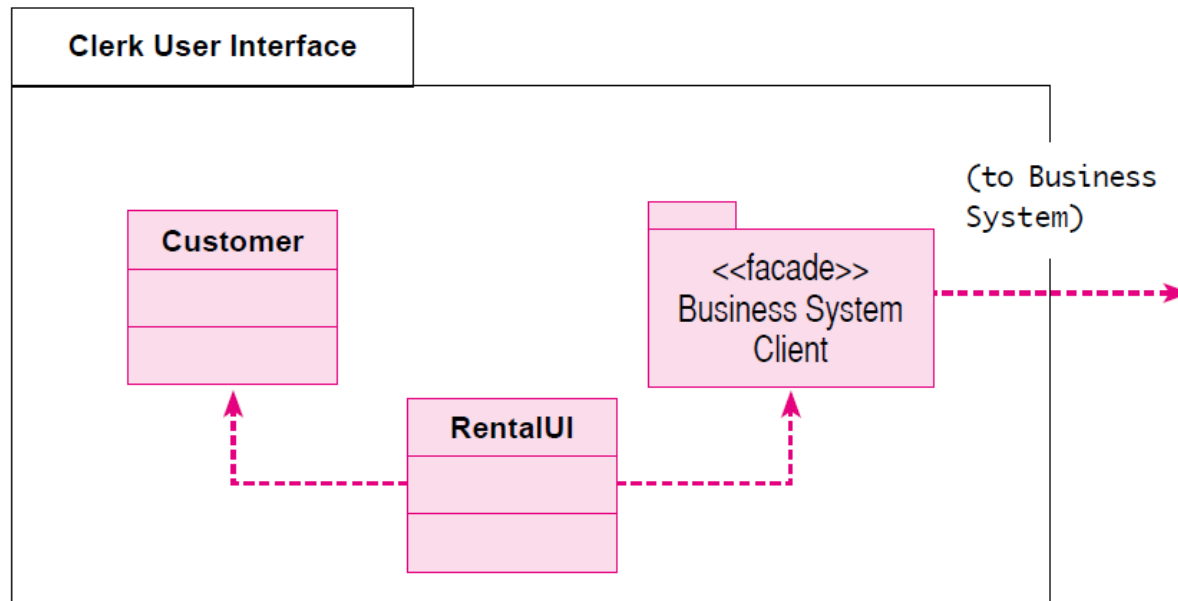 Clerk User Interface
(to Business
System)
Customer
<<facade>>
Business System
Client
RentalUI